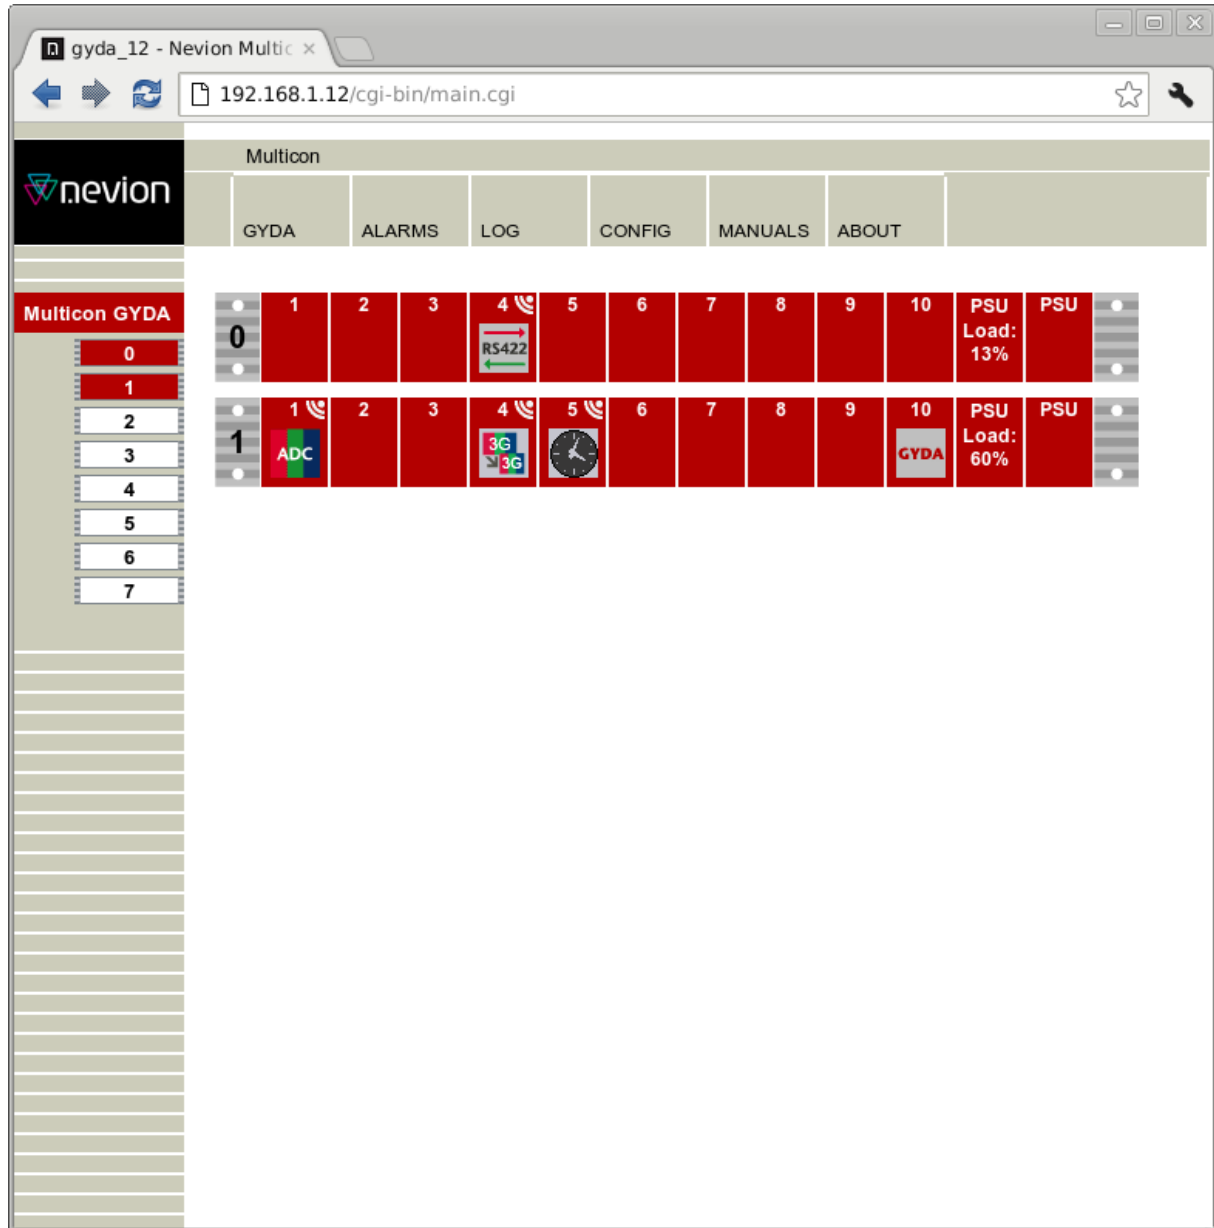 gyda_12 - Nevion Multic
192.168.1.12/cgi-bin/main.cgi
nevion
Multicon
GYDA ALARMS LOG CONFIG MANUALS ABOUT
Multicon GYDA
0
1
2
3
4
5
6
7
0
1 2 3 4 5 6 7 8 9 10 PSU PSU
RS422
Load:
13%
1
1 2 3 4 5 6 7 8 9 10 PSU PSU
ADC
3G
3G
GYDA
Load:
60%